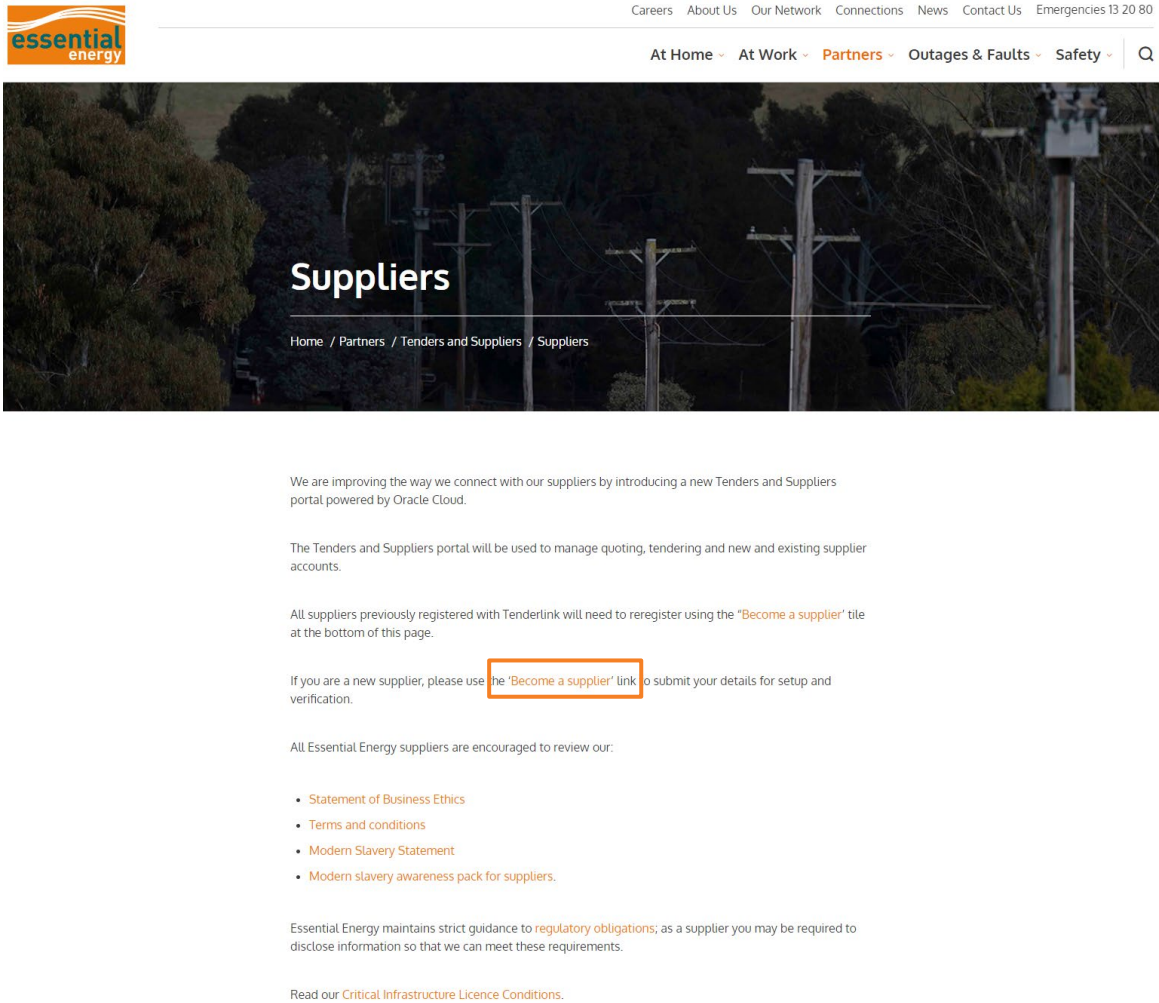 Careers About Us Our Network Connections News Contact Us Emergencies 13 20 80
essential
energy
At Home At Work Partners Outages & Faults Safety
Suppliers
Home / Partners / Tenders and Suppliers / Suppliers
We are improving the way we connect with our suppliers by introducing a new Tenders and Suppliers
portal powered by Oracle Cloud.
The Tenders and Suppliers portal will be used to manage quoting, tendering and new and existing supplier
accounts.
All suppliers previously registered with Tenderlink will need to reregister using the “Become a supplier’ tile
at the bottom of this page.
If you are a new supplier, please use the ‘Become a supplier’ link to submit your details for setup and
verification.
All Essential Energy suppliers are encouraged to review our:
• Statement of Business Ethics
• Terms and conditions
• Modern Slavery Statement
• Modern slavery awareness pack for suppliers.
Essential Energy maintains strict guidance to regulatory obligations; as a supplier you may be required to
disclose information so that we can meet these requirements.
Read our Critical Infrastructure Licence Conditions.